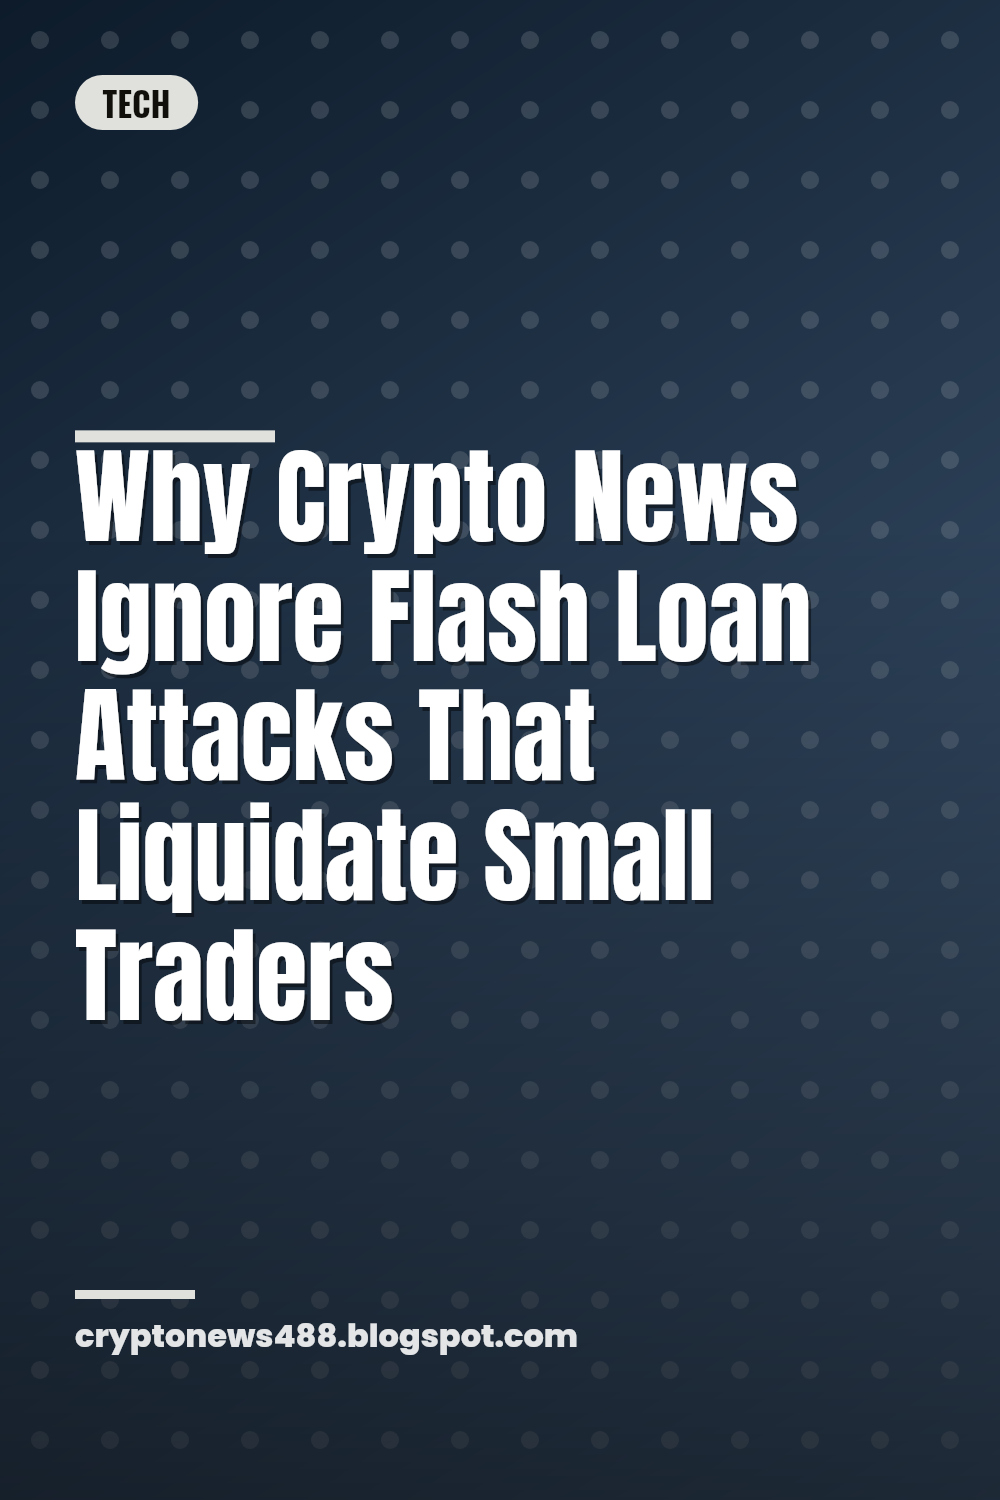 TECH
Why Crypto News
Ignore Flash Loan
Attacks That
Liquidate Small
Traders
cryptonews488.blogspot.com